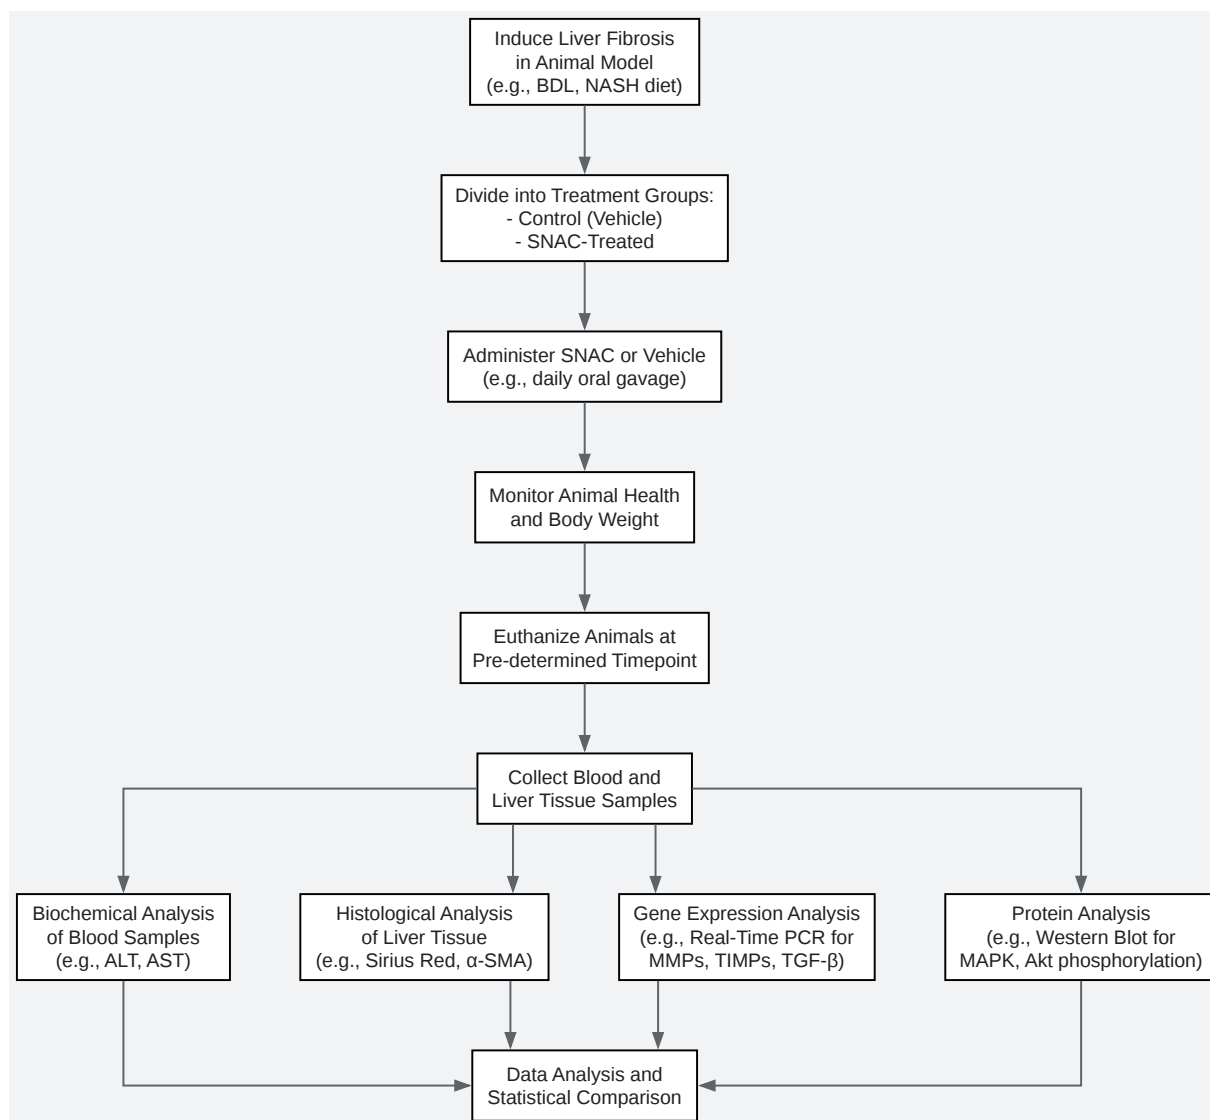 Induce Liver Fibrosis
in Animal Model
(e.g., BDL, NASH diet)
Divide into Treatment Groups:
- Control (Vehicle)
- SNAC-Treated
Administer SNAC or Vehicle
(e.g., daily oral gavage)
Monitor Animal Health
and Body Weight
Euthanize Animals at
Pre-determined Timepoint
Collect Blood and
Liver Tissue Samples
Biochemical Analysis
of Blood Samples
(e.g., ALT, AST)
Histological Analysis
of Liver Tissue
(e.g., Sirius Red, α-SMA)
Gene Expression Analysis
(e.g., Real-Time PCR for
MMPs, TIMPs, TGF-β)
Protein Analysis
(e.g., Western Blot for
MAPK, Akt phosphorylation)
Data Analysis and
Statistical Comparison